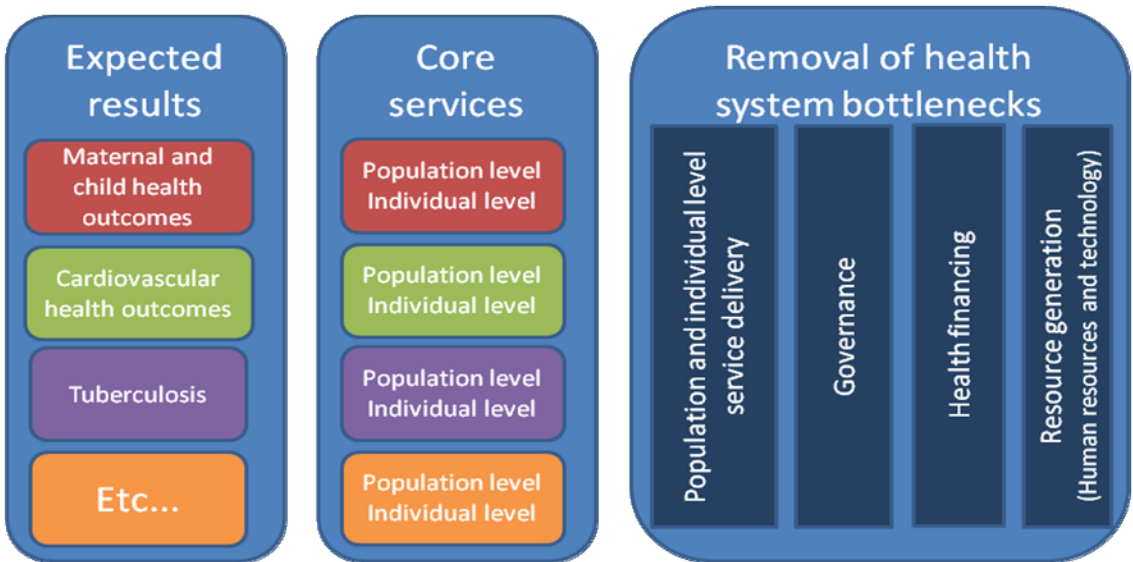 Expected
results
Maternal and
child health
outcomes
Cardiovascular
health outcomes
Tuberculosis
Etc...
Core
services
Population level
Individual level
Population level
Individual level
Population level
Individual level
Population level
Individual level
Removal of health
system bottlenecks
Population and individual level
service delivery
Governance
Health financing
Resource generation
(Human resources and technology)